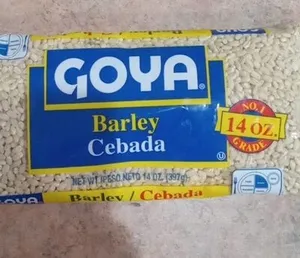 GOYA®
Barley
Cebada
NO. 1
14 OZ.
GRADE
NET WT./PESO NETO 14 OZ. (397g)
Barley / Cebada